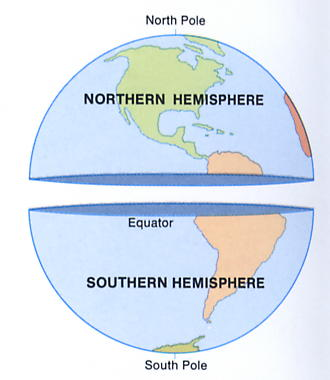 North Pole
NORTHERN HEMISPHERE
Equator
SOUTHERN HEMISPHERE
South Pole